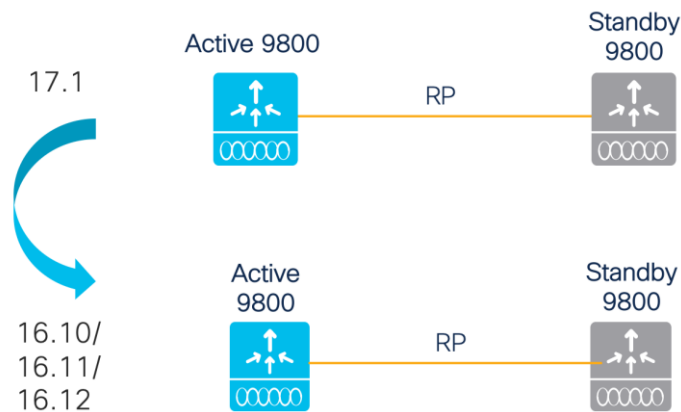 Active 9800
Standby
9800
17.1
RP
Active
9800
Standby
9800
RP
16.10/
16.11/
16.12